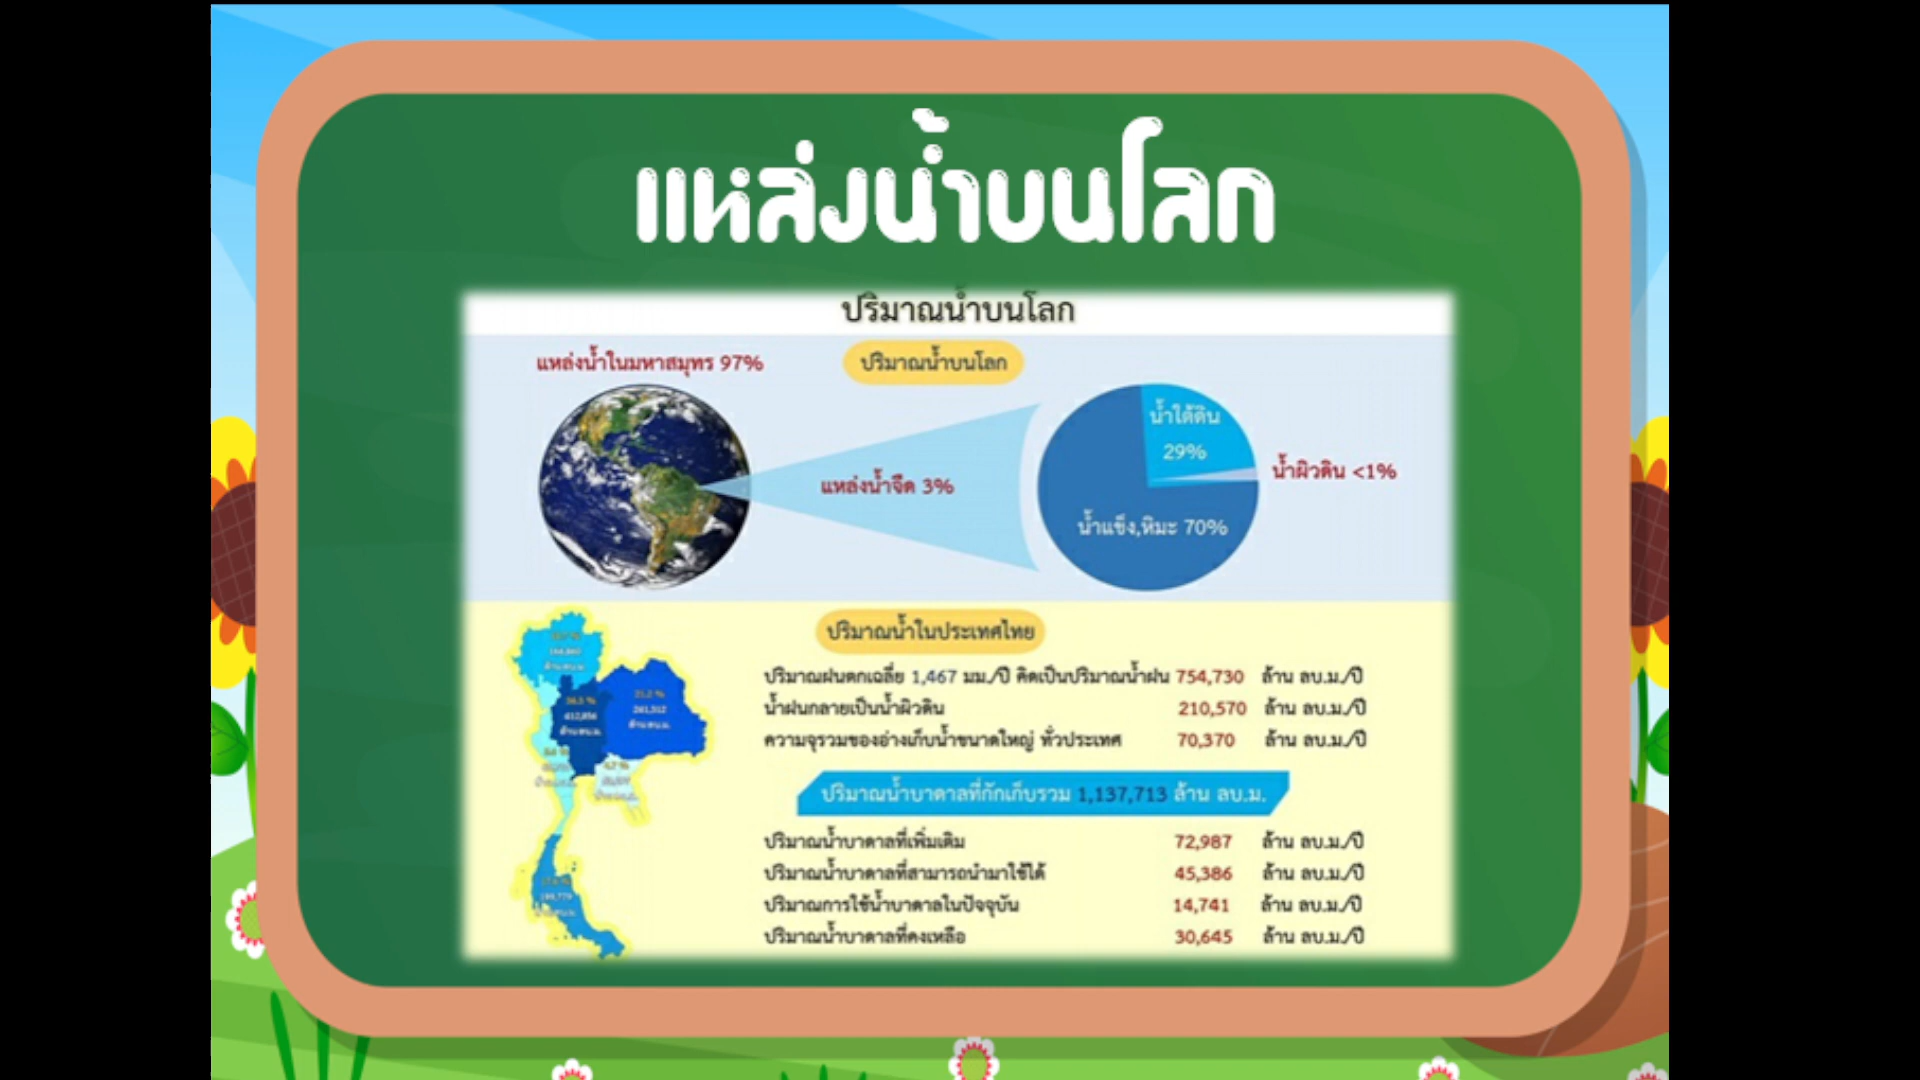 แหล่งน้ำบนโลก
ปริมาณน้ำบนโลก
แหล่งน้ำในมหาสมุทร 97%
ปริมาณน้ำบนโลก
แหล่งน้ำจืด 3%
น้ำใต้ดิน
29%
น้ำผิวดิน <1%
น้ำแข็ง,หิมะ 70%
ปริมาณน้ำในประเทศไทย
ปริมาณฝนตกเฉลี่ย 1,467 มม./ปี คิดเป็นปริมาณน้ำฝน 754,730 ล้าน ลบ.ม./ปี
น้ำฝนกลายเป็นน้ำผิวดิน 210,570 ล้าน ลบ.ม./ปี
ความจุรวมของอ่างเก็บน้ำขนาดใหญ่ ทั่วประเทศ 70,370 ล้าน ลบ.ม./ปี
ปริมาณน้ำบาดาลที่กักเก็บรวม 1,137,713 ล้าน ลบ.ม.
ปริมาณน้ำบาดาลที่เพิ่มเติม 72,987 ล้าน ลบ.ม./ปี
ปริมาณน้ำบาดาลที่สามารถนำมาใช้ได้ 45,386 ล้าน ลบ.ม./ปี
ปริมาณการใช้น้ำบาดาลในปัจจุบัน 14,741 ล้าน ลบ.ม./ปี
ปริมาณน้ำบาดาลที่คงเหลือ 30,645 ล้าน ลบ.ม./ปี